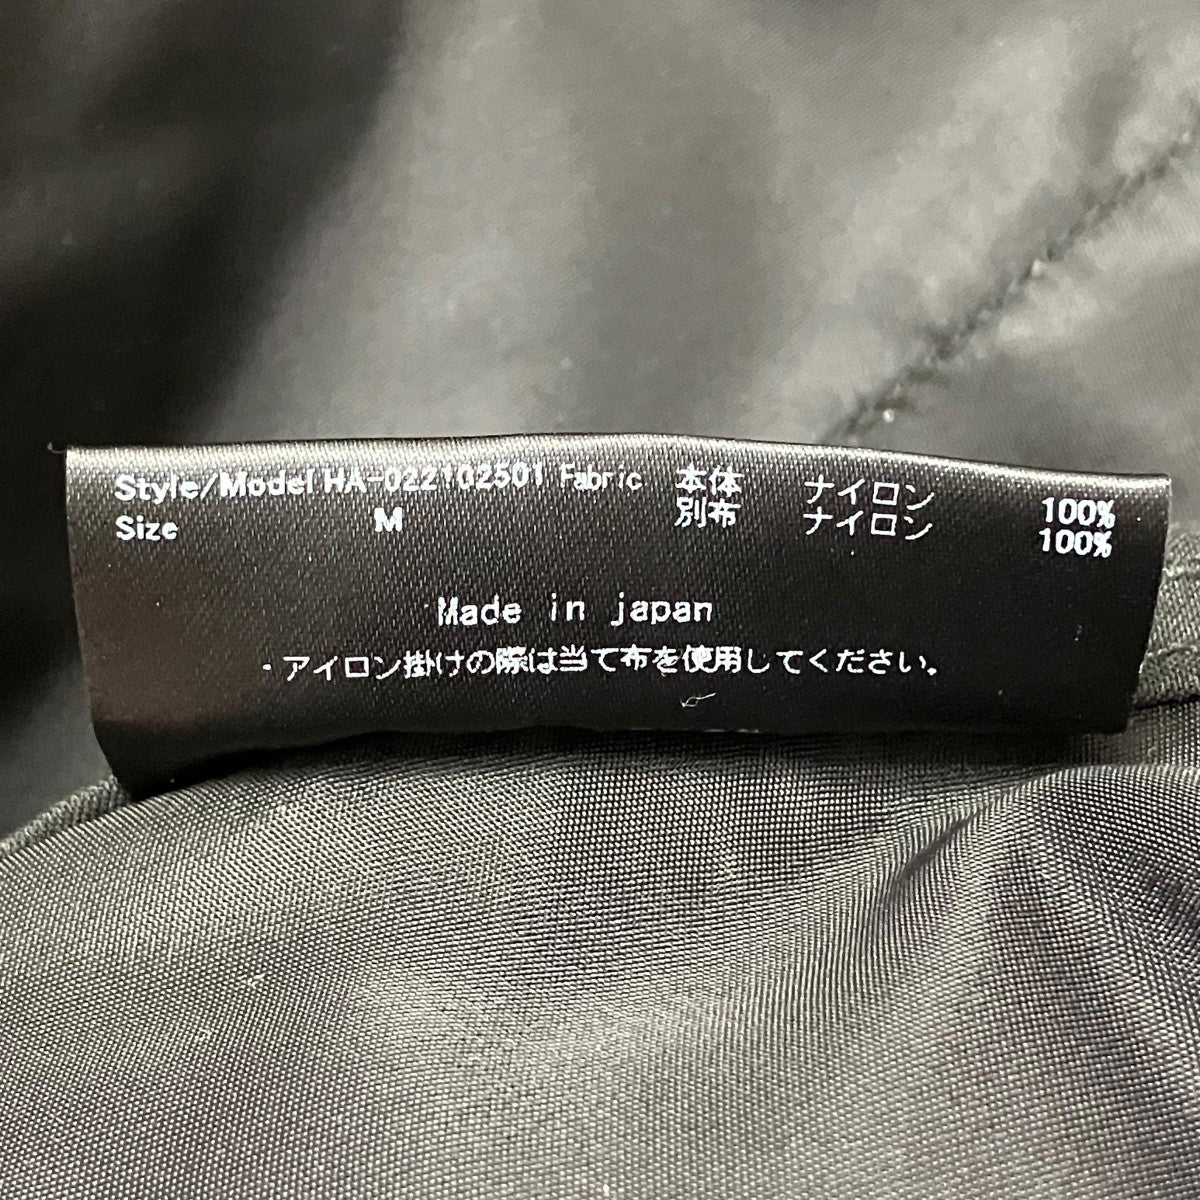 Style/Model HA-022102501 Fabric 本体 ナイロン 100%
Size M 別布 ナイロン 100%
Made in japan
・アイロン掛けの際は当て布を使用してください。